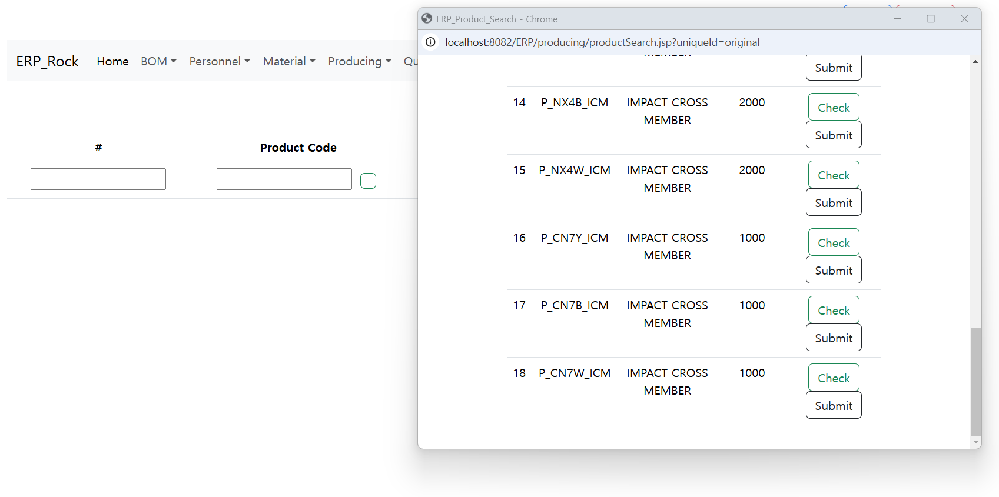 ERP_Product_Search - Chrome
localhost:8082/ERP/producing/productSearch.jsp?uniqueId=original
ERP_Rock Home BOM Personnel Material Producing Qu
# Product Code
MEMBER
Submit
14 P_NX4B_ICM IMPACT CROSS 2000 Check
MEMBER
Submit
15 P_NX4W_ICM IMPACT CROSS 2000 Check
MEMBER
Submit
16 P_CN7Y_ICM IMPACT CROSS 1000 Check
MEMBER
Submit
17 P_CN7B_ICM IMPACT CROSS 1000 Check
MEMBER
Submit
18 P_CN7W_ICM IMPACT CROSS 1000 Check
MEMBER
Submit